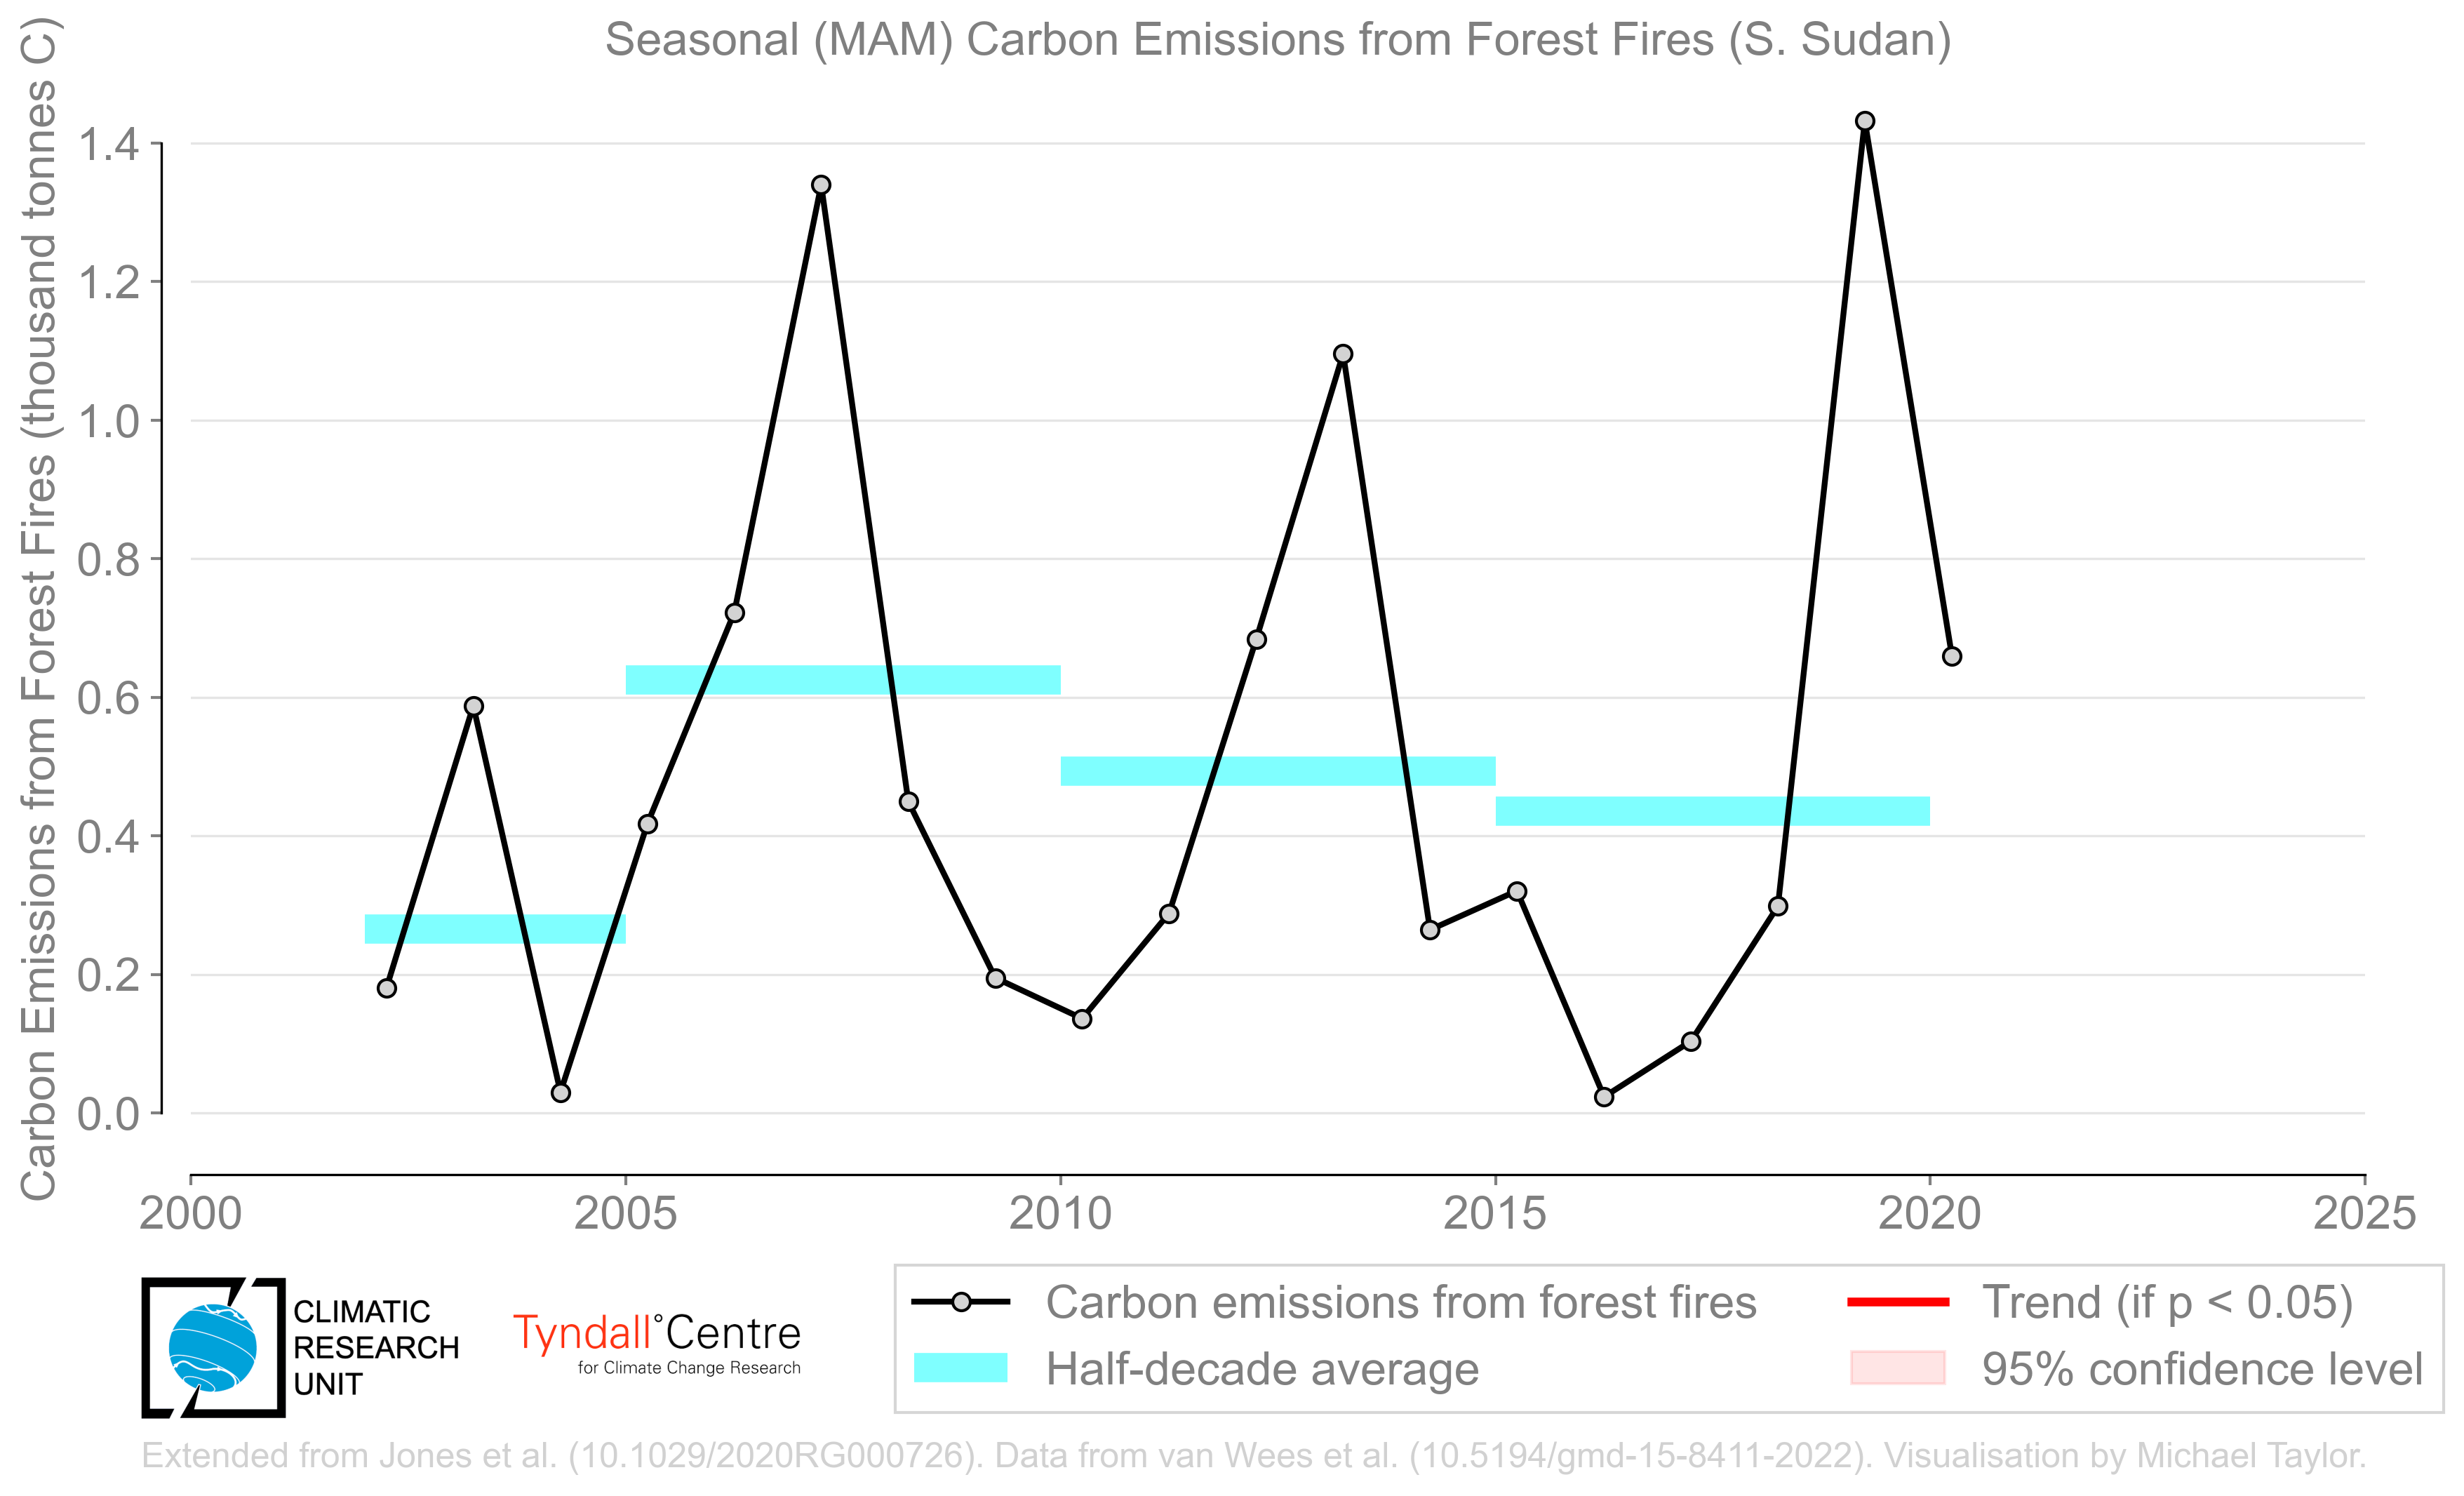 Seasonal (MAM) Carbon Emissions from Forest Fires (S. Sudan)
Carbon Emissions from Forest Fires (thousand tonnes C)
1.4
1.2
1.0
0.8
0.6
0.4
0.2
0.0
2000
2005
2010
2015
2020
2025
CLIMATIC
RESEARCH
UNIT
Tyndall°Centre
for Climate Change Research
Carbon emissions from forest fires
Half-decade average
Trend (if p < 0.05)
95% confidence level
Extended from Jones et al. (10.1029/2020RG000726). Data from van Wees et al. (10.5194/gmd-15-8411-2022). Visualisation by Michael Taylor.